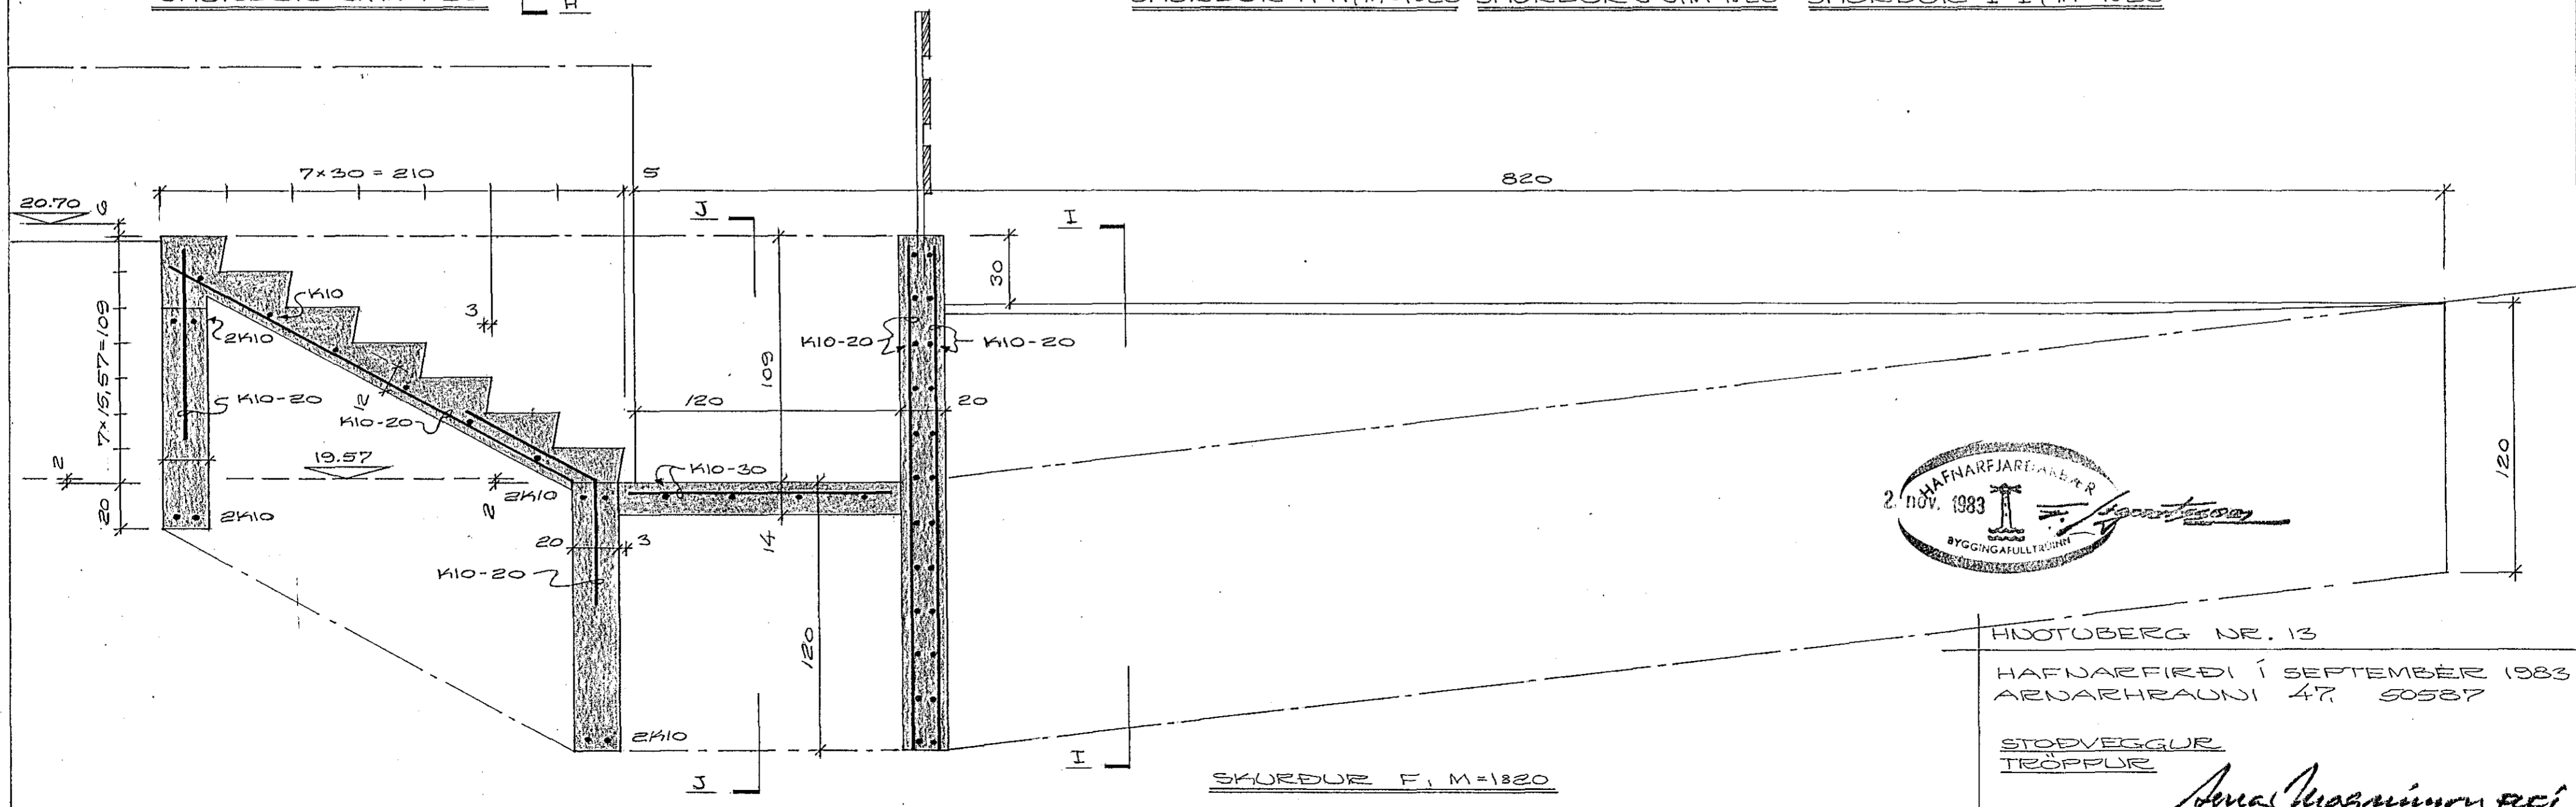 H
7×30 = 210
5
820
20.70
6
J
I
30
K10
3
2K10
K10-20
K10-20
109
7×15,57=109
K10-20
12
K10-20
120
20
19.57
K10-30
2
2K10
2
20
2K10
14
20
3
120
2. nóv. 1983
HAFNARFJARÐARBÆR
BYGGINGAFULLTRÚINN
K10-20
120
HNOTUBERG NR. 13
HAFNARFIRÐI Í SEPTEMBER 1983
ARNARHRAUNI 47, 50587
2K10
J
I
SKURÐUR F, M=1:20
STOÐVEGGUR
TRÖPPUR